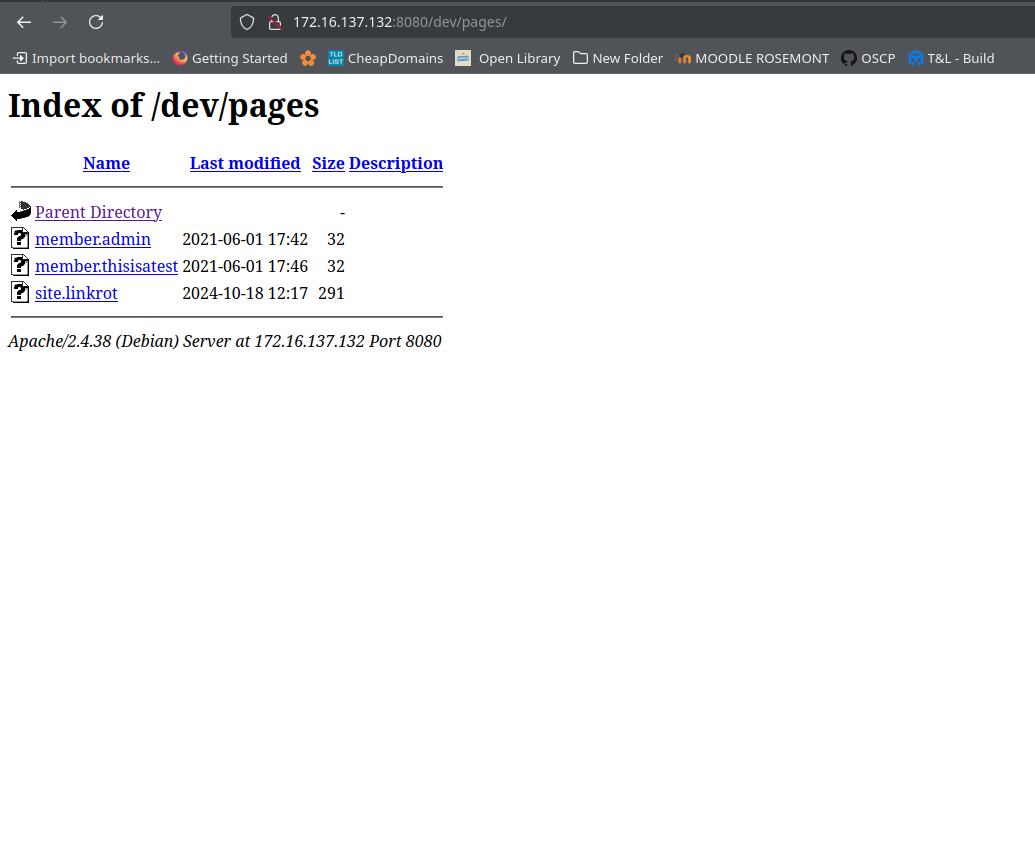 172.16.137.132:8080/dev/pages/
Import bookmarks... Getting Started TLD LIST CheapDomains Open Library New Folder MOODLE ROSEMONT OSCP T&L - Build
Index of /dev/pages
Name Last modified Size Description
Parent Directory -
member.admin 2021-06-01 17:42 32
member.thisisatest 2021-06-01 17:46 32
site.linkrot 2024-10-18 12:17 291
Apache/2.4.38 (Debian) Server at 172.16.137.132 Port 8080